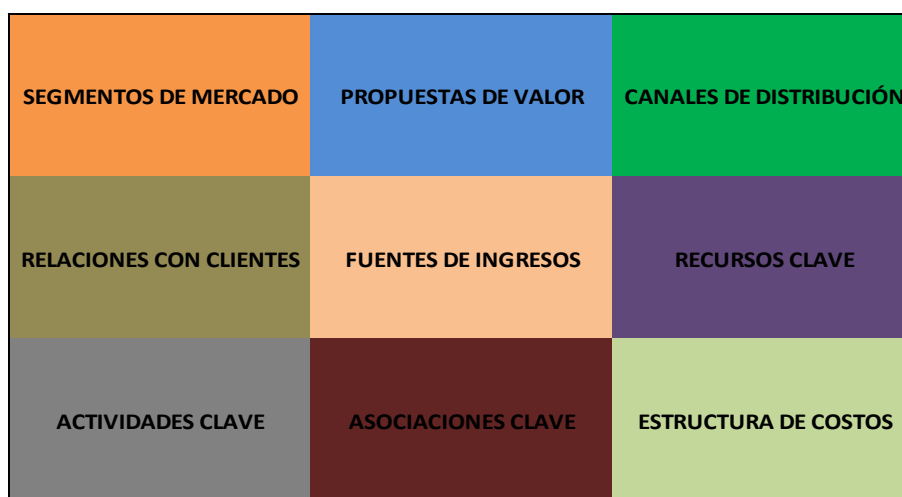 SEGMENTOS DE MERCADO
PROPUESTAS DE VALOR
CANALES DE DISTRIBUCIÓN
RELACIONES CON CLIENTES
FUENTES DE INGRESOS
RECURSOS CLAVE
ACTIVIDADES CLAVE
ASOCIACIONES CLAVE
ESTRUCTURA DE COSTOS